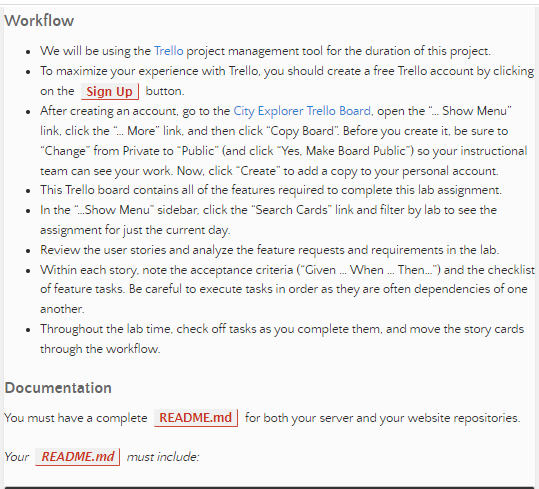 Workflow
• We will be using the Trello project management tool for the duration of this project.
• To maximize your experience with Trello, you should create a free Trello account by clicking
on the Sign Up button.
• After creating an account, go to the City Explorer Trello Board, open the "... Show Menu"
link, click the "... More" link, and then click "Copy Board". Before you create it, be sure to
"Change" from Private to "Public" (and click "Yes, Make Board Public") so your instructional
team can see your work. Now, click "Create" to add a copy to your personal account.
• This Trello board contains all of the features required to complete this lab assignment.
• In the "...Show Menu" sidebar, click the "Search Cards" link and filter by lab to see the
assignment for just the current day.
• Review the user stories and analyze the feature requests and requirements in the lab.
• Within each story, note the acceptance criteria ("Given ... When ... Then...") and the checklist
of feature tasks. Be careful to execute tasks in order as they are often dependencies of one
another.
• Throughout the lab time, check off tasks as you complete them, and move the story cards
through the workflow.
Documentation
You must have a complete README.md for both your server and your website repositories.
Your README.md must include: